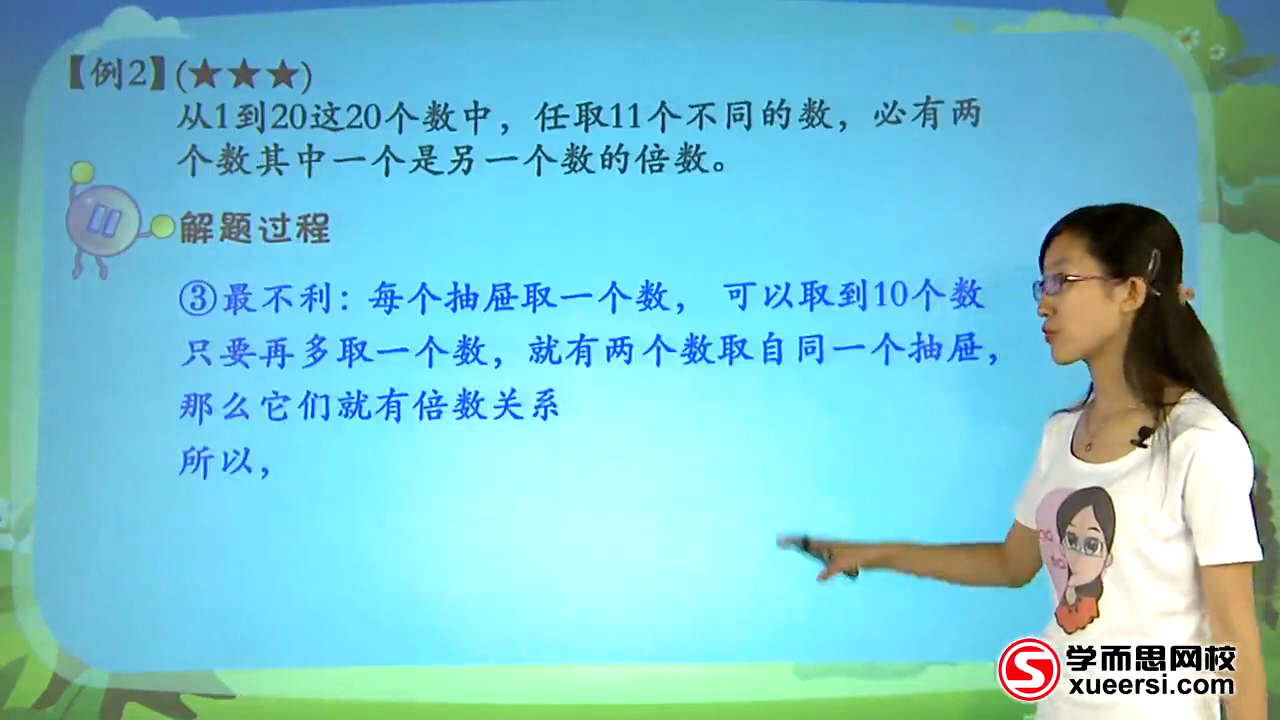 【例2】(★★★)
从1到20这20个数中，任取11个不同的数，必有两
个数其中一个是另一个数的倍数。
解题过程
③最不利：每个抽屉取一个数， 可以取到10个数
只要再多取一个数，就有两个数取自同一个抽屉，
那么它们就有倍数关系
所以，
学而思网校
xueersi.com